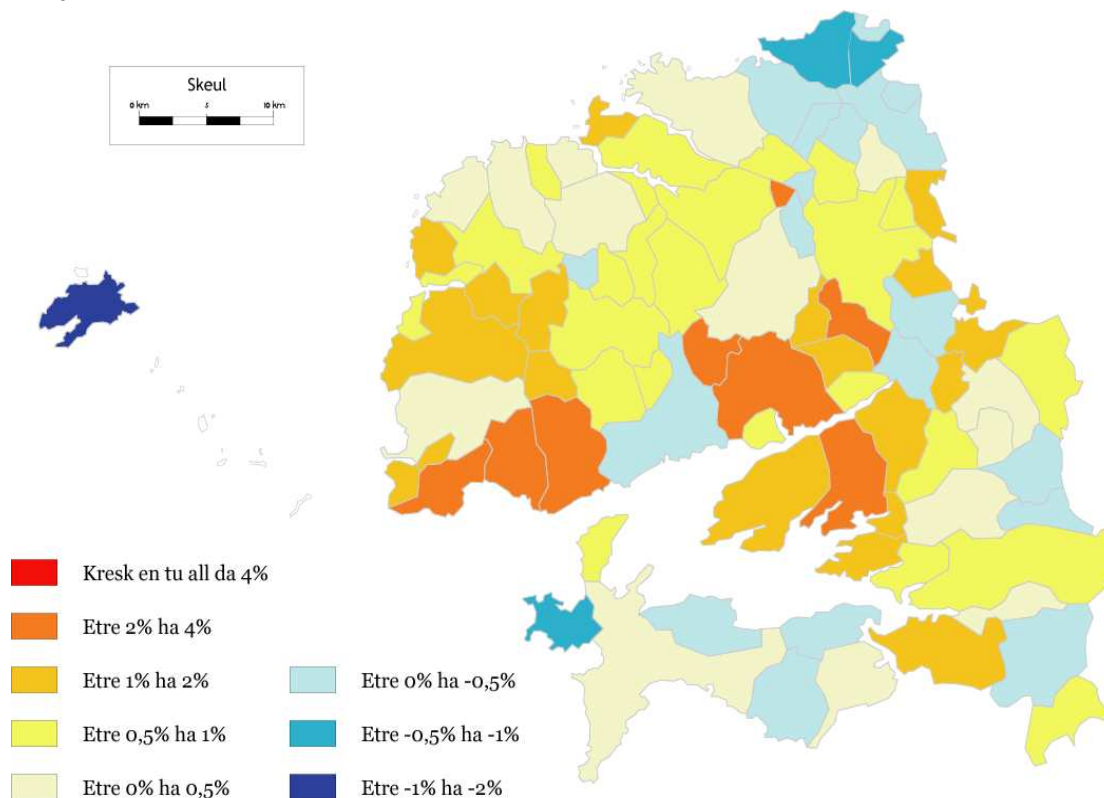 Skeul
0 km 5 10 km
Kresk en tu all da 4%
Etre 2% ha 4%
Etre 1% ha 2%
Etre 0,5% ha 1%
Etre 0% ha 0,5%
Etre 0% ha -0,5%
Etre -0,5% ha -1%
Etre -1% ha -2%